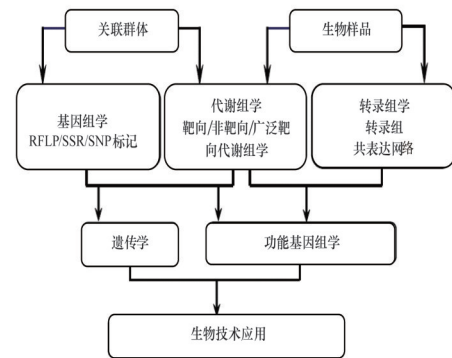 关联群体
生物样品
基因组学
RFLP/SSR/SNP 标记
代谢组学
靶向/非靶向/广泛靶
向代谢组学
转录组学
转录组
共表达网络
遗传学
功能基因组学
生物技术应用